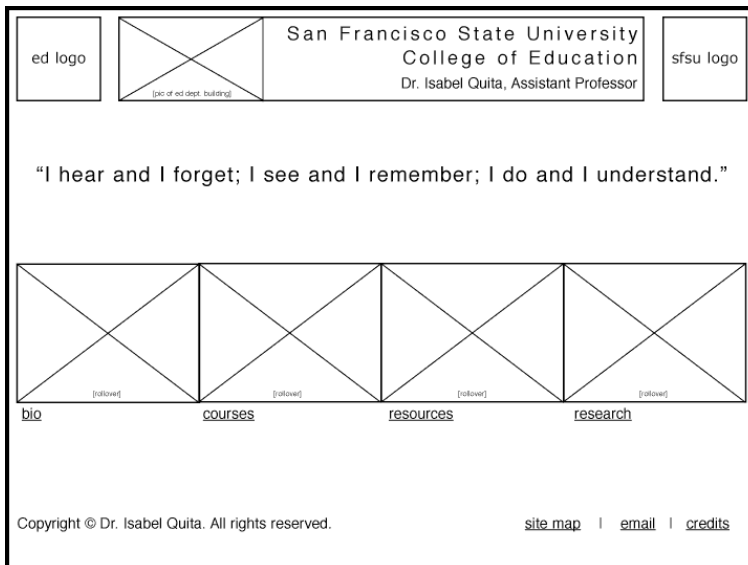 ed logo
[pic of ed dept. building]
San Francisco State University
College of Education
Dr. Isabel Quita, Assistant Professor
sfsu logo
“I hear and I forget; I see and I remember; I do and I understand.”
[rollover] [rollover] [rollover] [rollover]
bio courses resources research
Copyright © Dr. Isabel Quita. All rights reserved. site map | email | credits